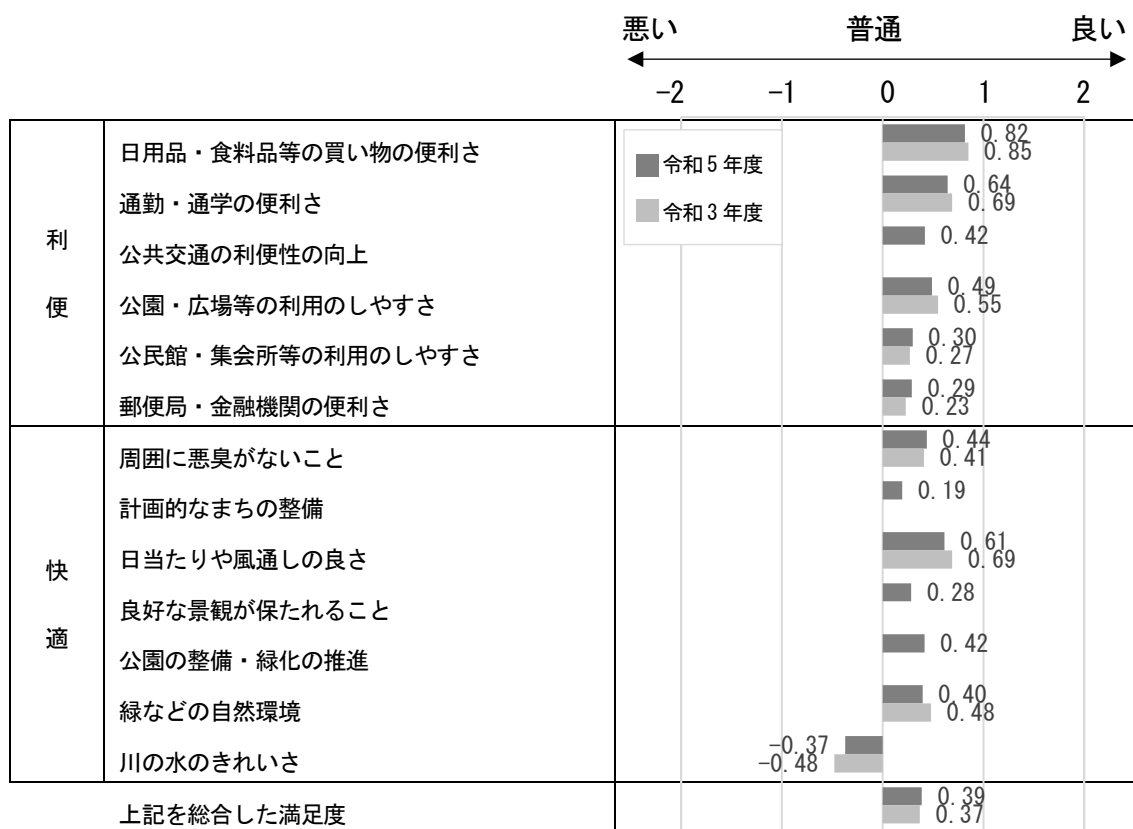 悪い 普通 良い
-2 -1 0 1 2
令和5年度
令和3年度
利便
日用品・食料品等の買い物の便利さ 0.82 0.85
通勤・通学の便利さ 0.64 0.69
公共交通の利便性の向上 0.42
公園・広場等の利用のしやすさ 0.49 0.55
公民館・集会所等の利用のしやすさ 0.30 0.27
郵便局・金融機関の便利さ 0.29 0.23
快適
周囲に悪臭がないこと 0.44 0.41
計画的なまちの整備 0.19
日当たりや風通しの良さ 0.61 0.69
良好な景観が保たれること 0.28
公園の整備・緑化の推進 0.42
緑などの自然環境 0.40 0.48
川の水のきれいさ -0.37 -0.48
上記を総合した満足度 0.39 0.37